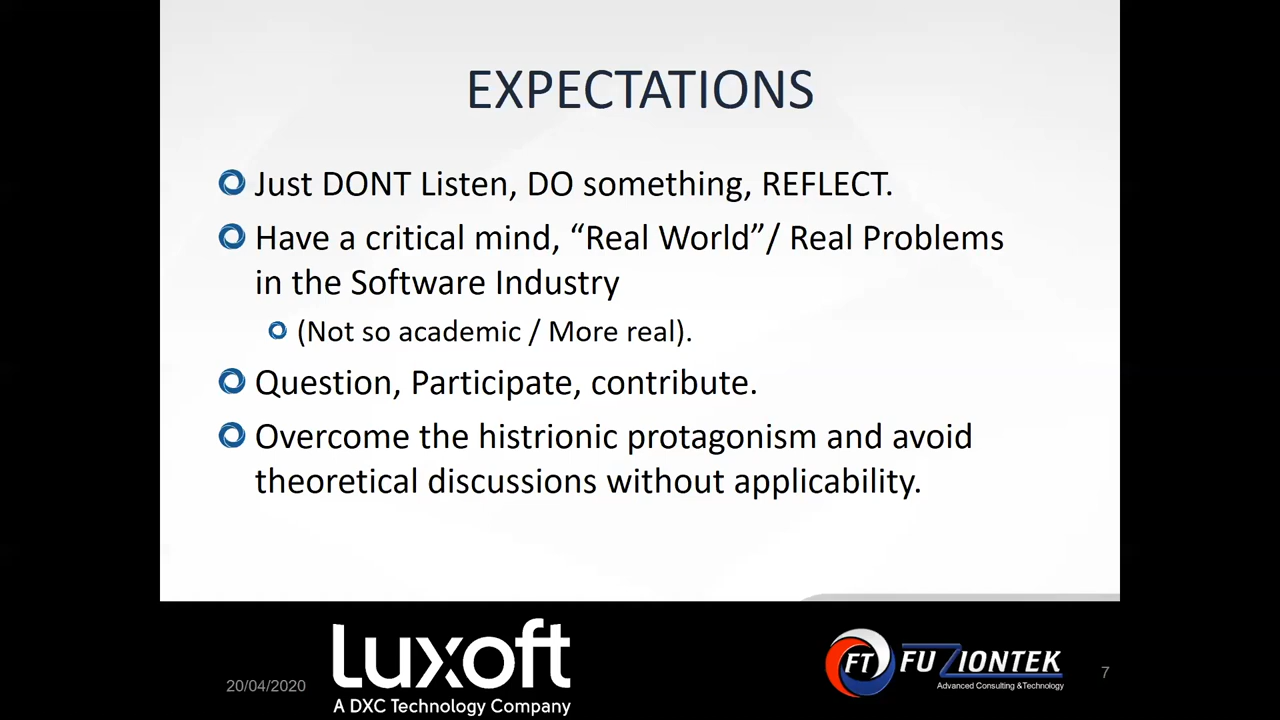 EXPECTATIONS
Just DONT Listen, DO something, REFLECT.
Have a critical mind, “Real World”/ Real Problems
in the Software Industry
(Not so academic / More real).
Question, Participate, contribute.
Overcome the histrionic protagonism and avoid
theoretical discussions without applicability.
20/04/2020
Luxoft
A DXC Technology Company
FT
FUZIONTEK
Advanced Consulting &Technology
7